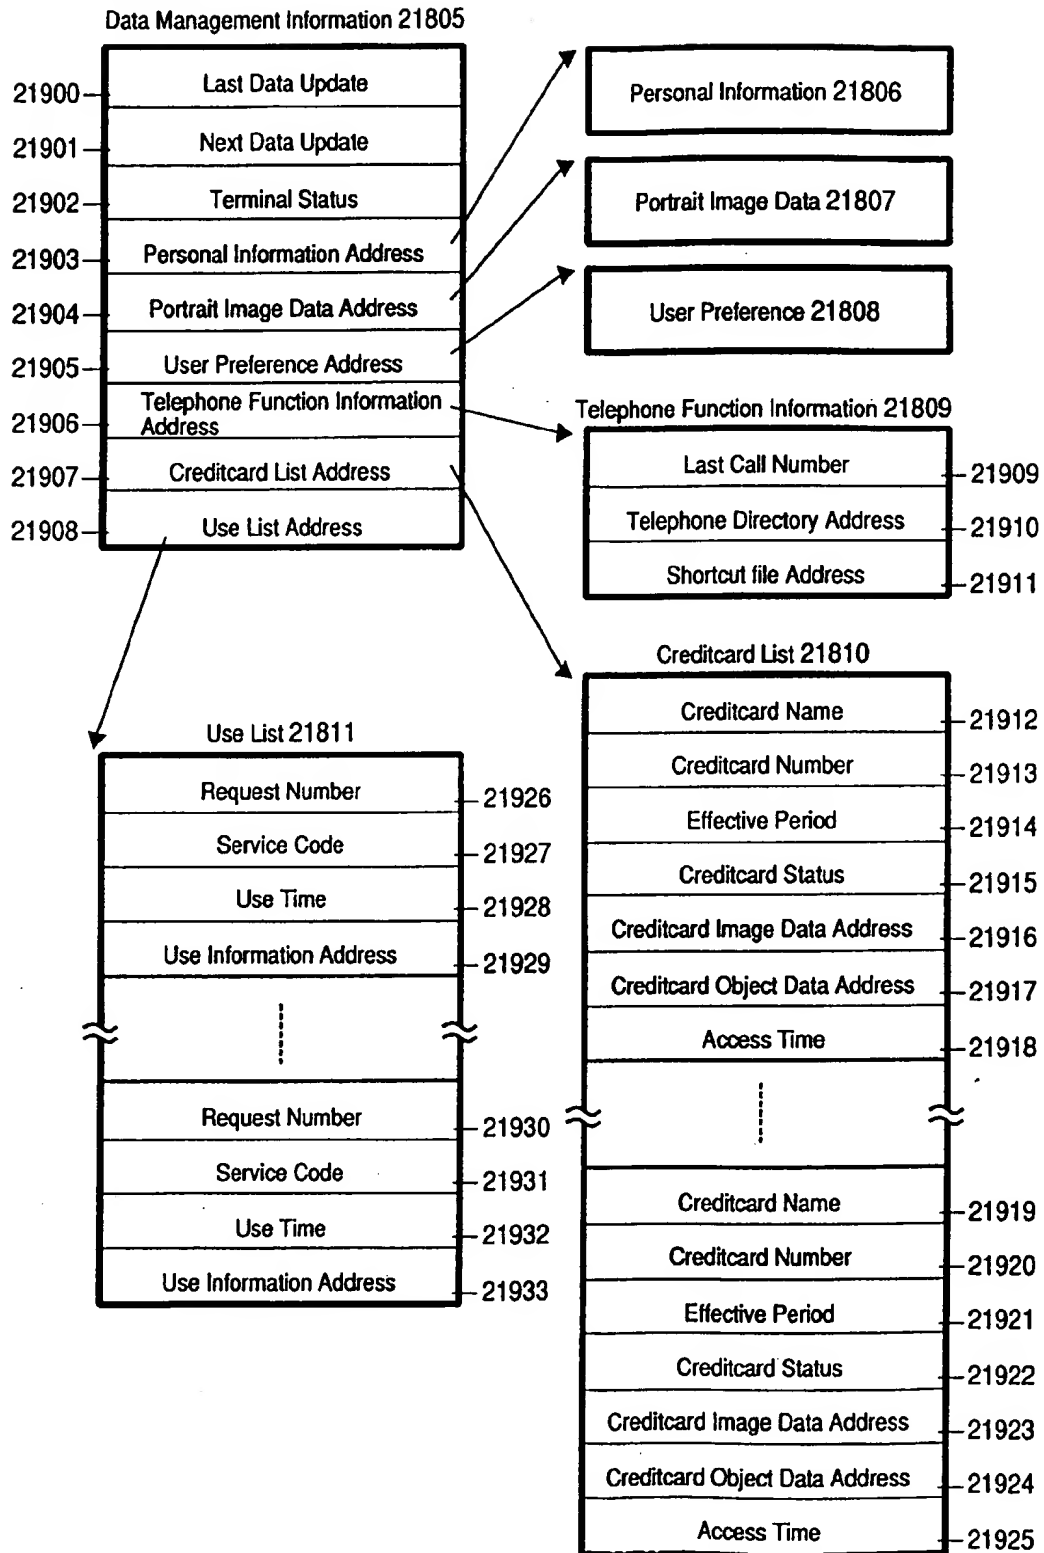 Data Management Information 21805
21900 Last Data Update
21901 Next Data Update
21902 Terminal Status
21903 Personal Information Address
21904 Portrait Image Data Address
21905 User Preference Address
21906 Telephone Function Information
Address
21907 Creditcard List Address
21908 Use List Address
Personal Information 21806
Portrait Image Data 21807
User Preference 21808
Telephone Function Information 21809
Last Call Number 21909
Telephone Directory Address 21910
Shortcut file Address 21911
Creditcard List 21810
Creditcard Name 21912
Creditcard Number 21913
Effective Period 21914
Creditcard Status 21915
Creditcard Image Data Address 21916
Creditcard Object Data Address 21917
Access Time 21918
Creditcard Name 21919
Creditcard Number 21920
Effective Period 21921
Creditcard Status 21922
Creditcard Image Data Address 21923
Creditcard Object Data Address 21924
Access Time 21925
Use List 21811
Request Number 21926
Service Code 21927
Use Time 21928
Use Information Address 21929
Request Number 21930
Service Code 21931
Use Time 21932
Use Information Address 21933